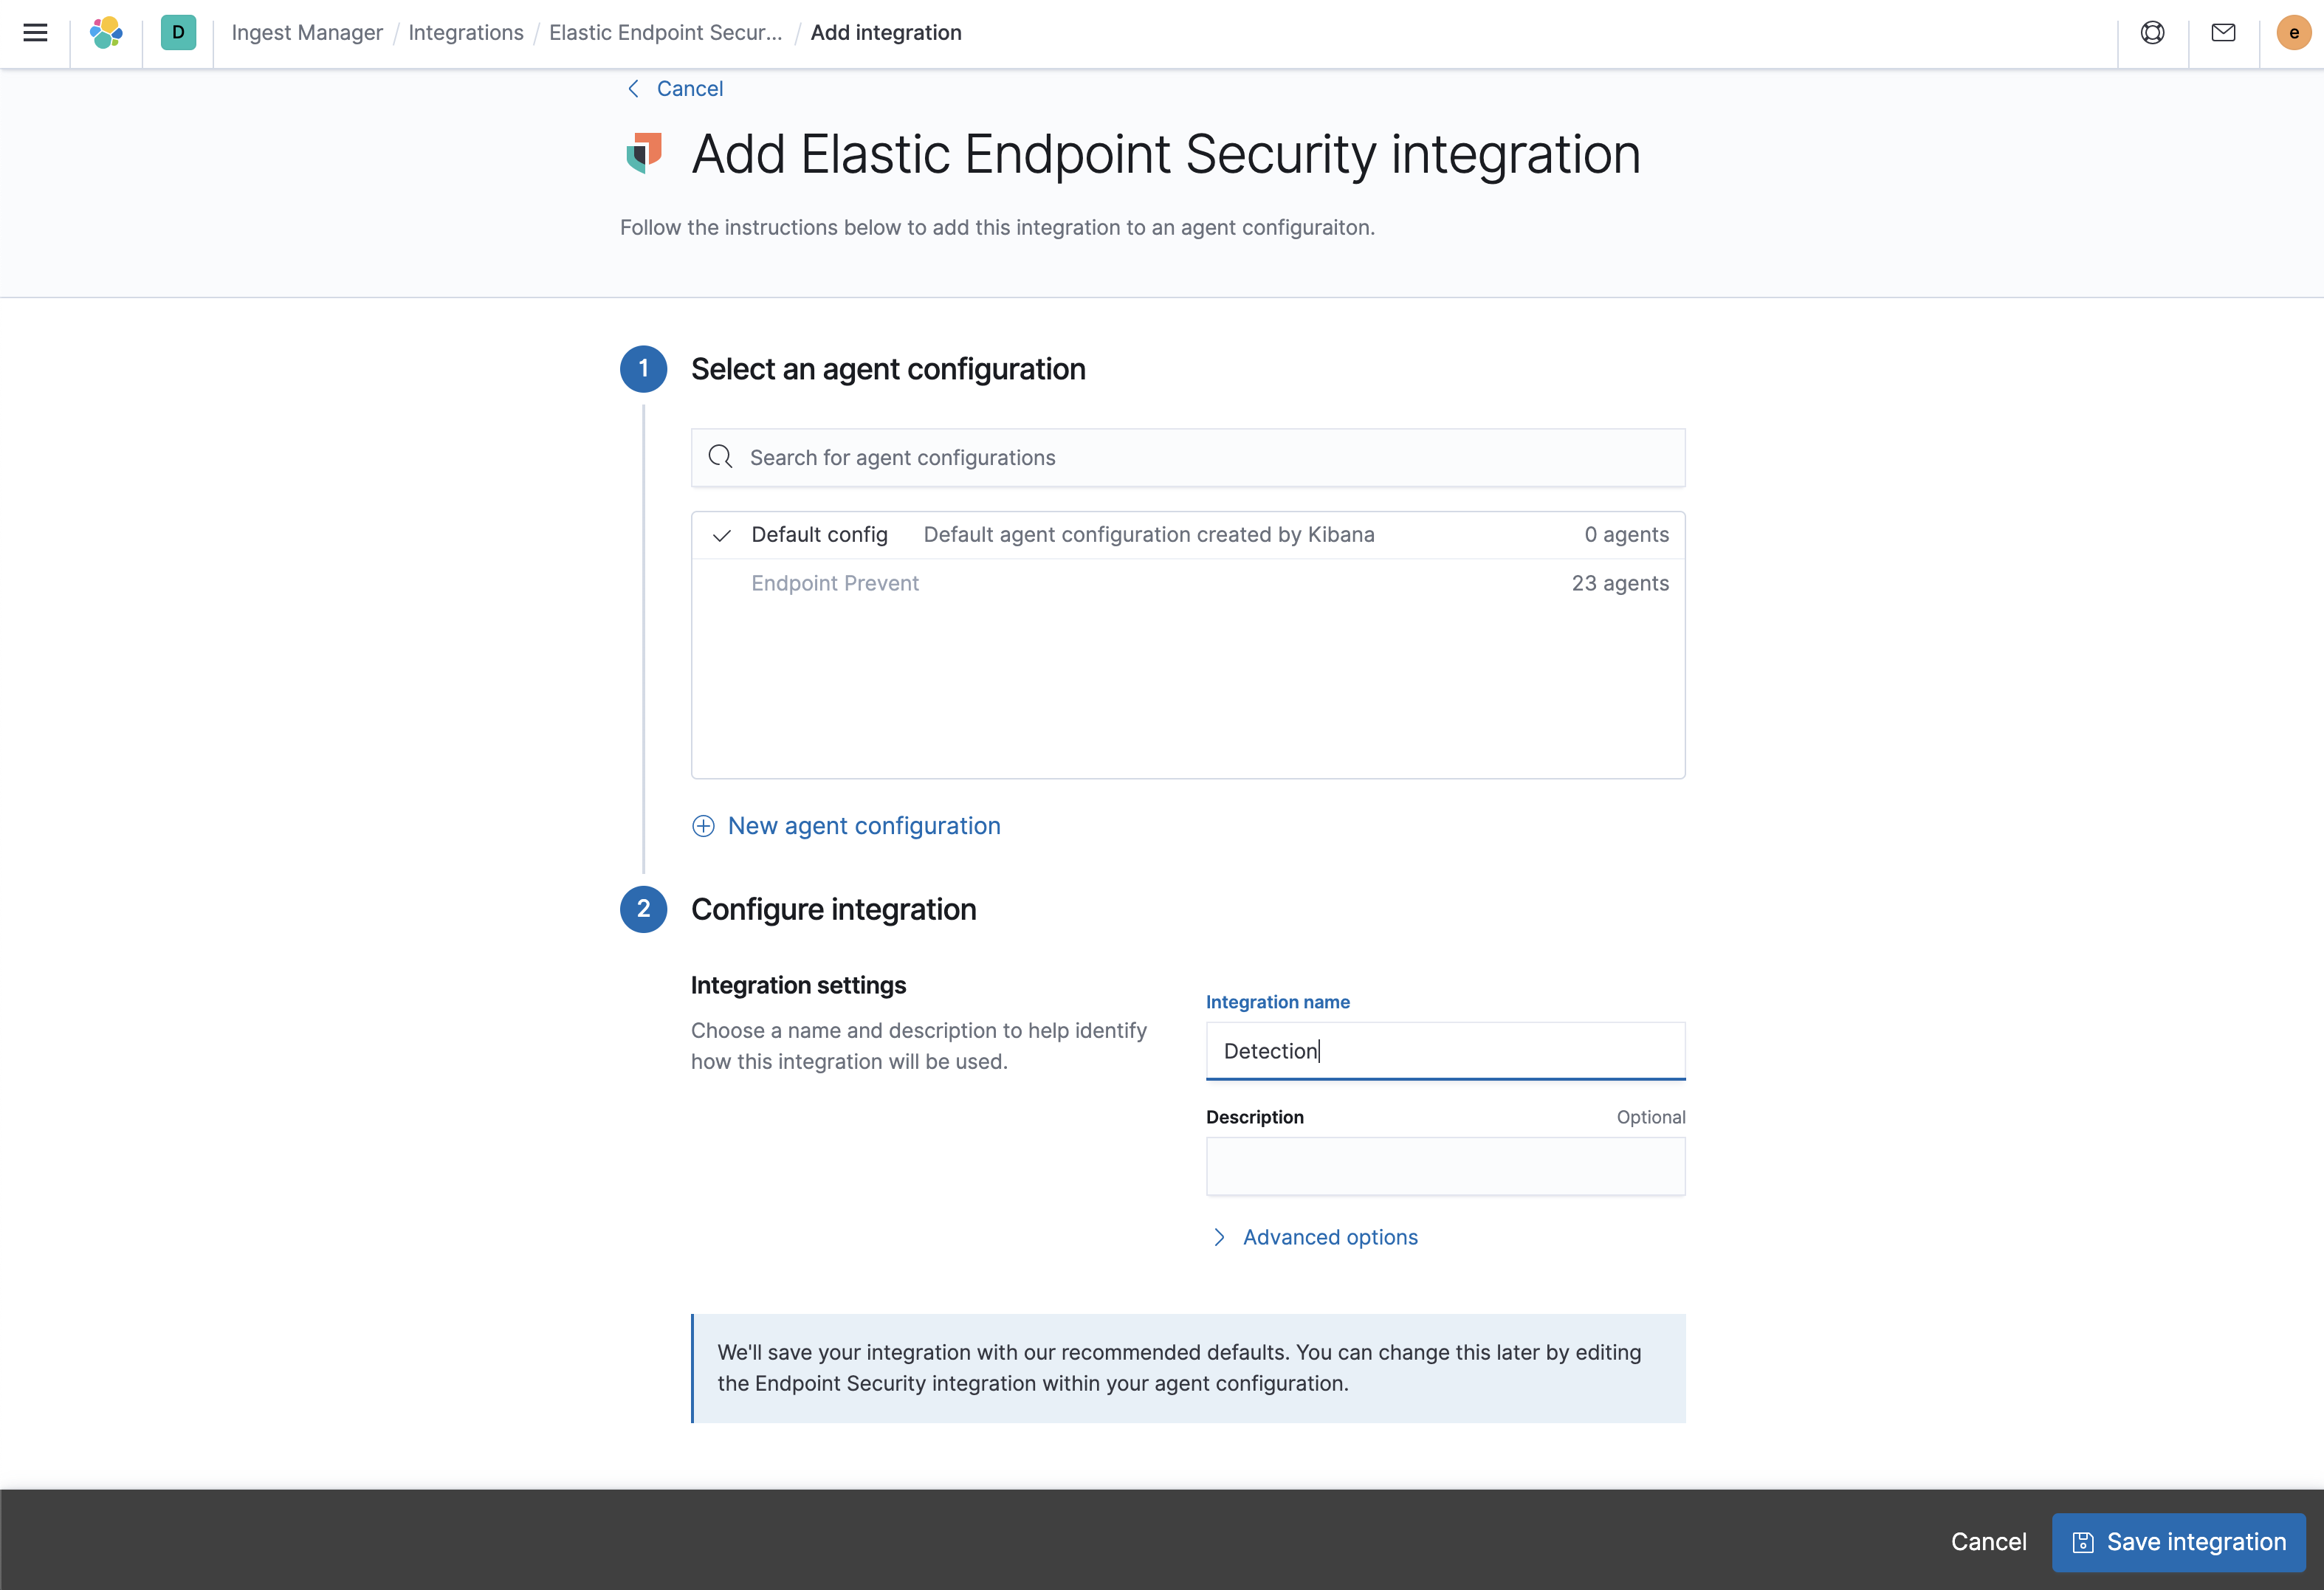 D Ingest Manager / Integrations / Elastic Endpoint Secur... / Add integration e
Cancel
Add Elastic Endpoint Security integration
Follow the instructions below to add this integration to an agent configuraiton.
1 Select an agent configuration
Search for agent configurations
Default config Default agent configuration created by Kibana 0 agents
Endpoint Prevent 23 agents
New agent configuration
2 Configure integration
Integration settings
Choose a name and description to help identify
how this integration will be used.
Integration name
Detection
Description Optional
Advanced options
We'll save your integration with our recommended defaults. You can change this later by editing
the Endpoint Security integration within your agent configuration.
Cancel Save integration